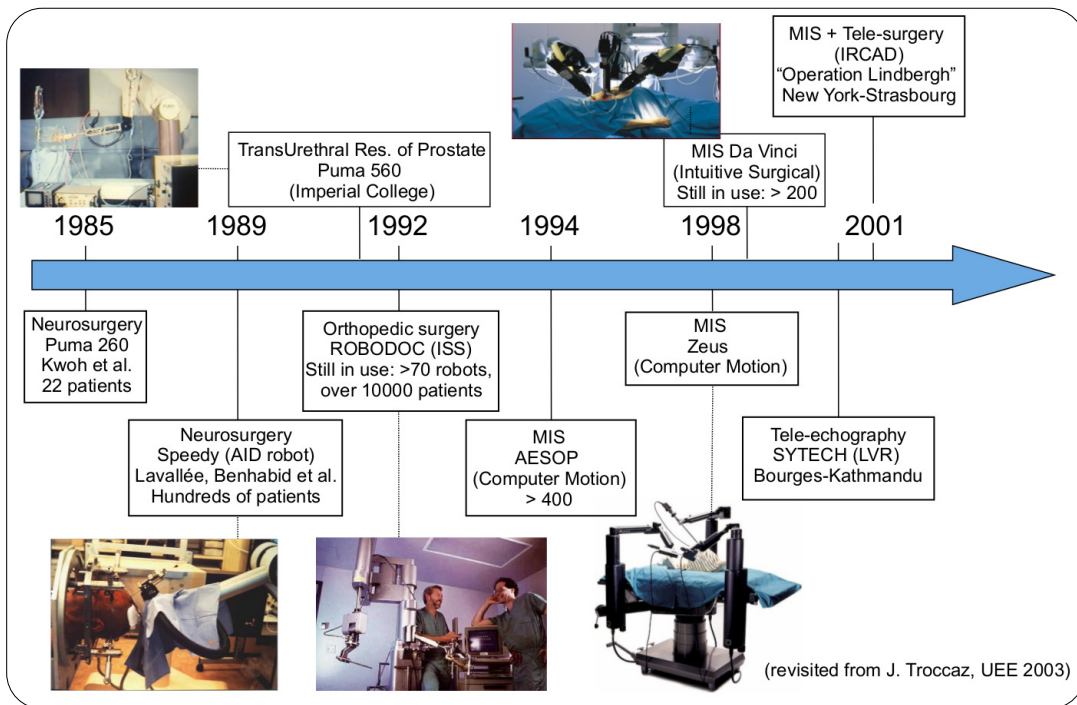 MIS + Tele-surgery
(IRCAD)
“Operation Lindbergh”
New York-Strasbourg
TransUrethral Res. of Prostate
Puma 560
(Imperial College)
MIS Da Vinci
(Intuitive Surgical)
Still in use: > 200
1985
1989
1992
1994
1998
2001
Neurosurgery
Puma 260
Kwoh et al.
22 patients
Orthopedic surgery
ROBODOC (ISS)
Still in use: >70 robots,
over 10000 patients
MIS
Zeus
(Computer Motion)
Neurosurgery
Speedy (AID robot)
Lavallée, Benhabid et al.
Hundreds of patients
MIS
AESOP
(Computer Motion)
> 400
Tele-echography
SYTECH (LVR)
Bourges-Kathmandu
(revisited from J. Troccaz, UEE 2003)